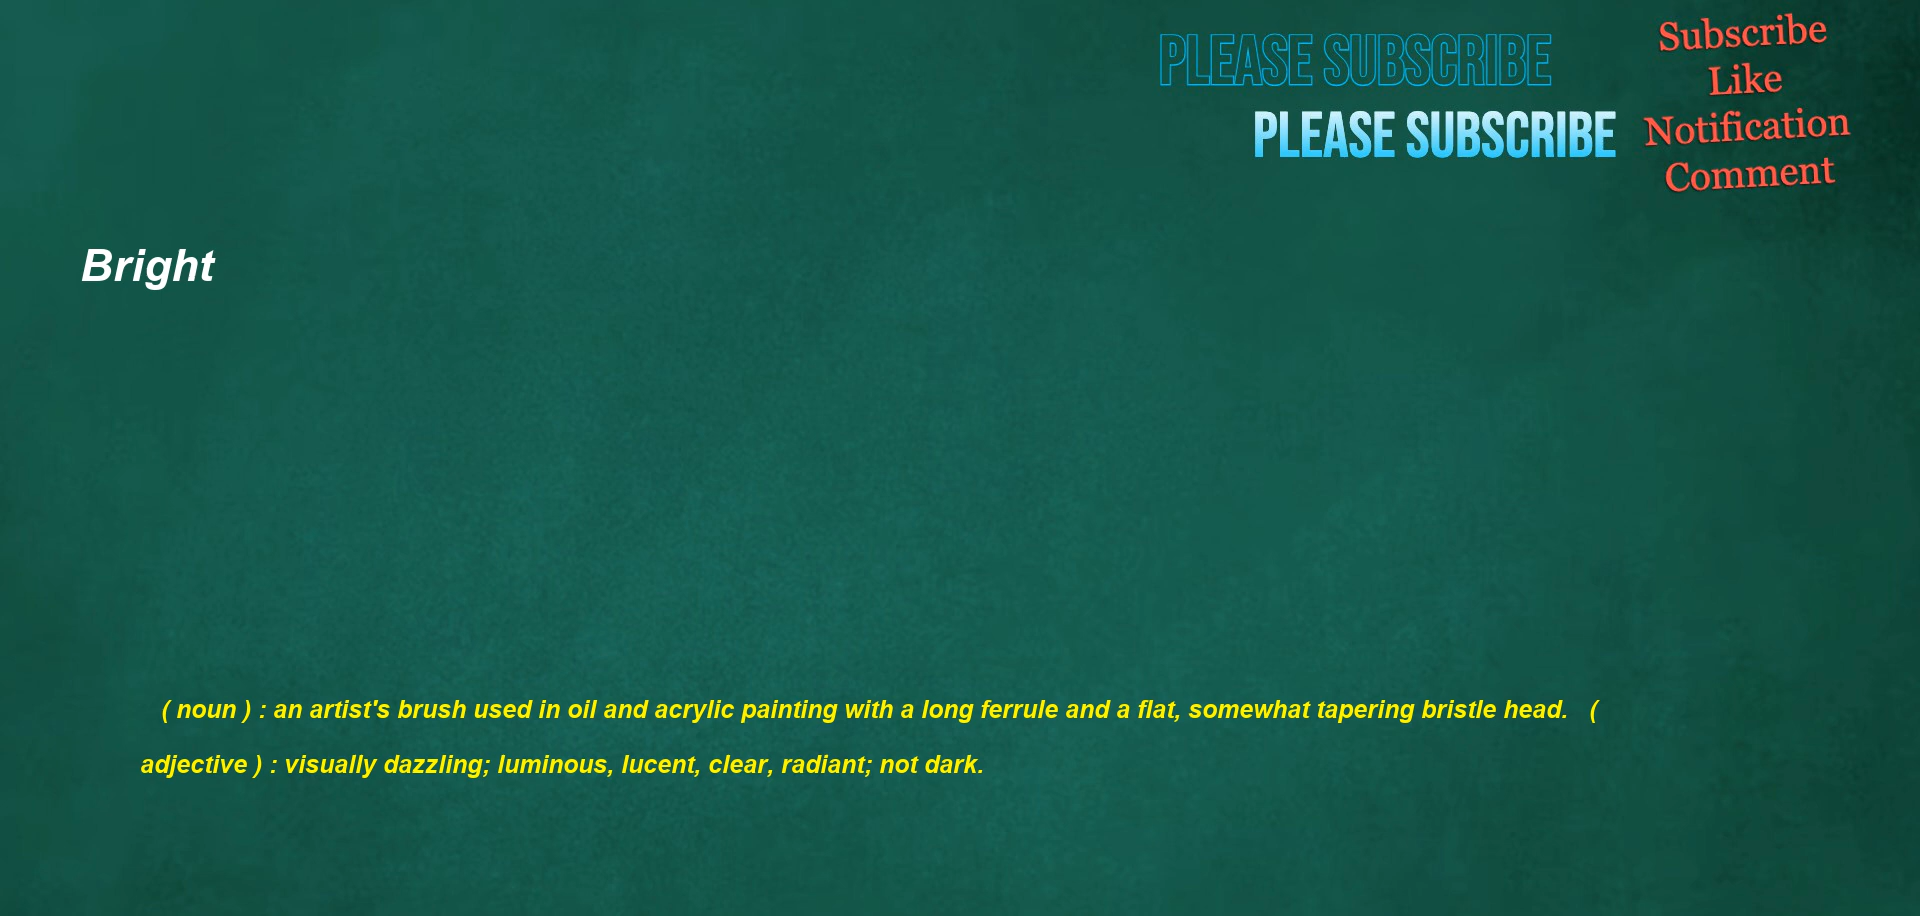 PLEASE SUBSCRIBE
PLEASE SUBSCRIBE
Subscribe
Like
Notification
Comment
Bright
( noun ) : an artist's brush used in oil and acrylic painting with a long ferrule and a flat, somewhat tapering bristle head. (
adjective ) : visually dazzling; luminous, lucent, clear, radiant; not dark.